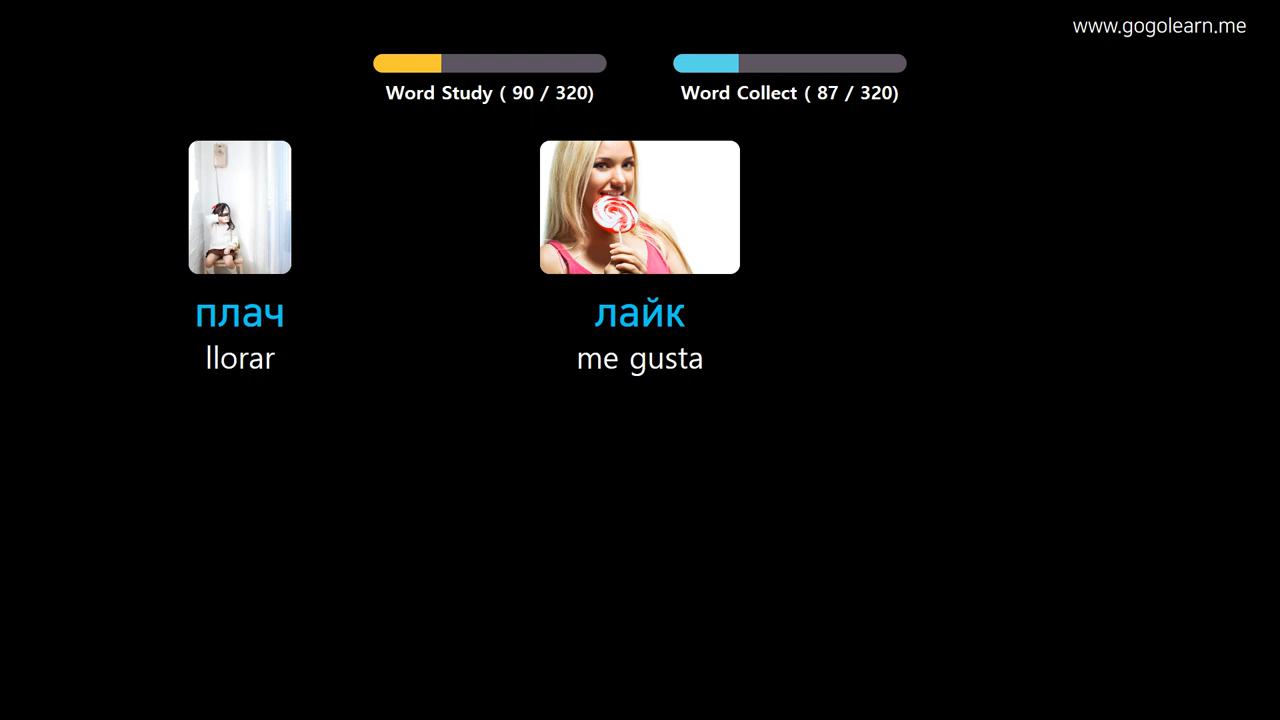 www.gogolearn.me
Word Study ( 90 / 320)
Word Collect ( 87 / 320)
плач
llorar
лайк
me gusta